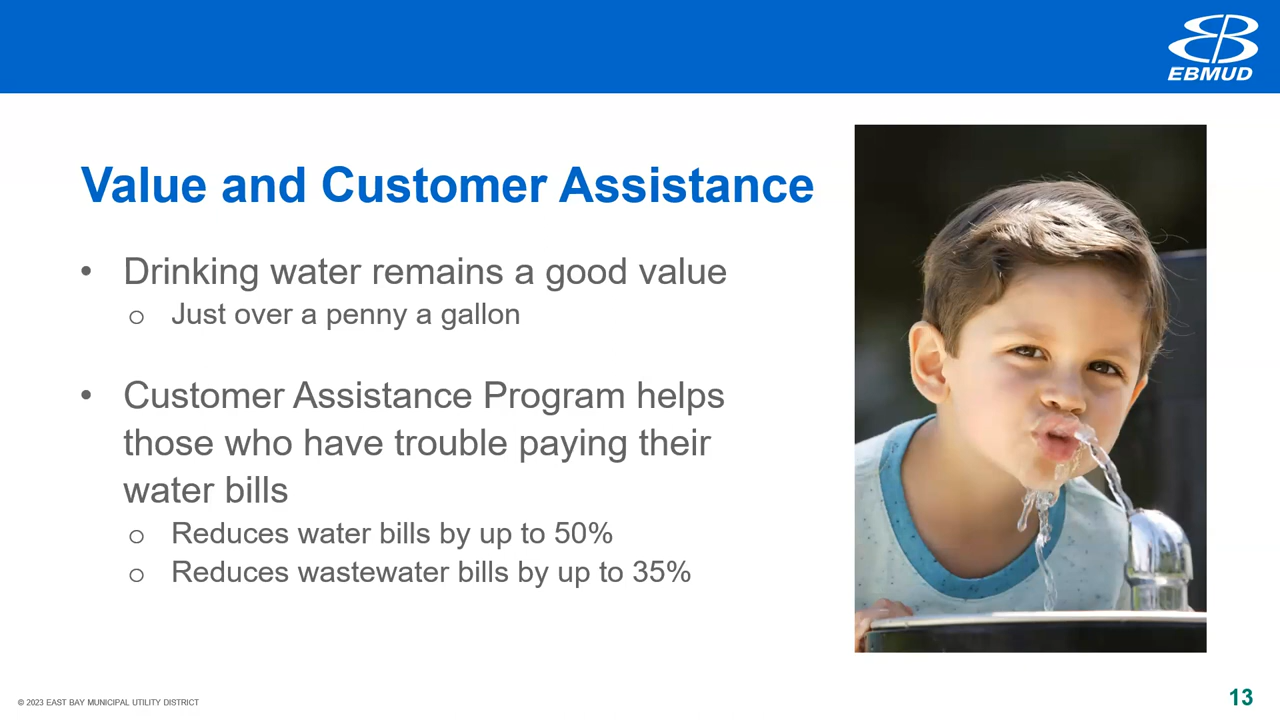 EBMUD
Value and Customer Assistance
• Drinking water remains a good value
o Just over a penny a gallon
• Customer Assistance Program helps
those who have trouble paying their
water bills
o Reduces water bills by up to 50%
o Reduces wastewater bills by up to 35%
© 2023 EAST BAY MUNICIPAL UTILITY DISTRICT
13